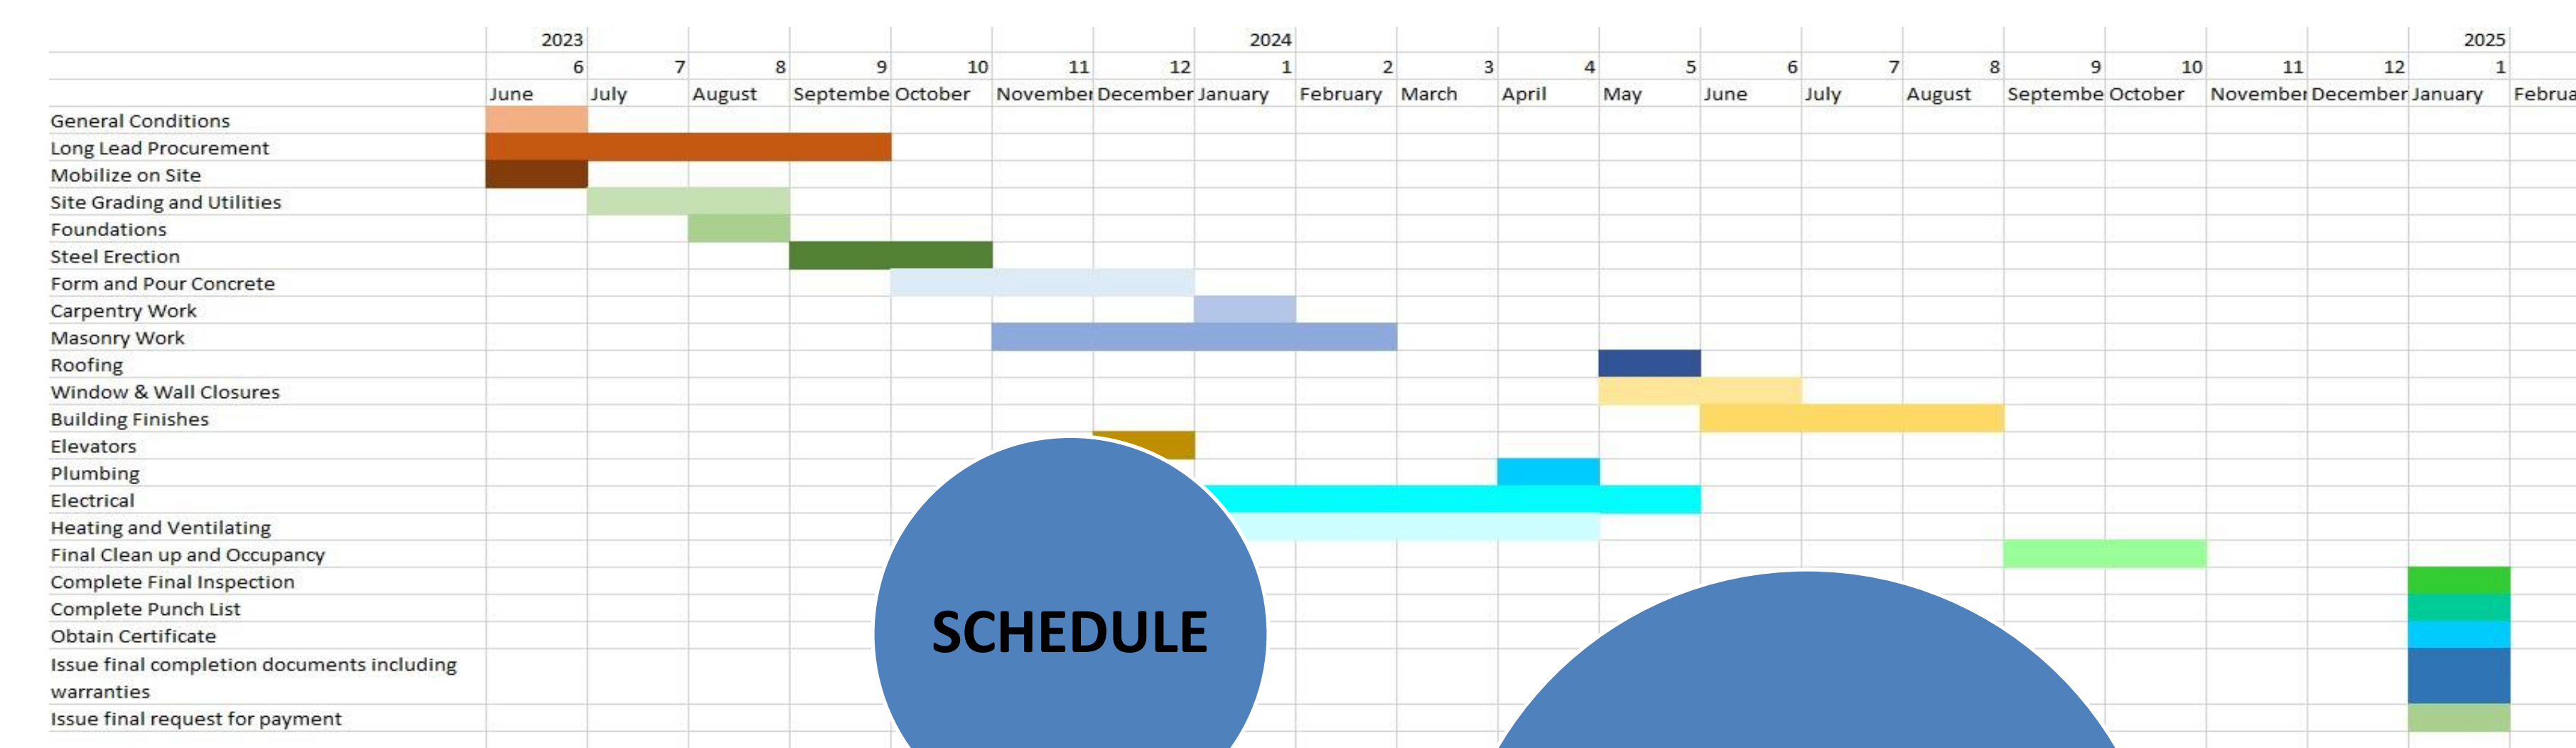 2023 2024 2025
6 7 8 9 10 11 12 1 2 3 4 5 6 7 8 9 10 11 12 1
June July August Septembe October November December January February March April May June July August Septembe October November December January Februa
General Conditions
Long Lead Procurement
Mobilize on Site
Site Grading and Utilities
Foundations
Steel Erection
Form and Pour Concrete
Carpentry Work
Masonry Work
Roofing
Window & Wall Closures
Building Finishes
Elevators
Plumbing
Electrical
Heating and Ventilating
Final Clean up and Occupancy
Complete Final Inspection
Complete Punch List
SCHEDULE
Obtain Certificate
Issue final completion documents including
warranties
Issue final request for payment